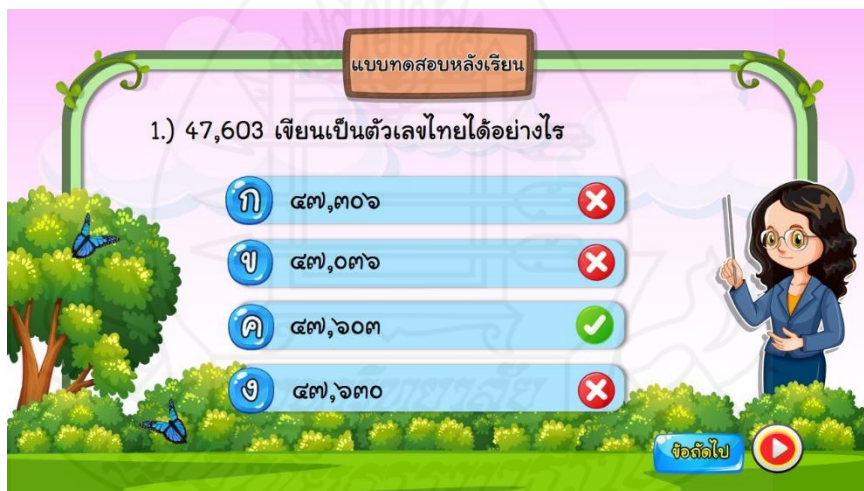 แบบทดสอบหลังเรียน
1.) 47,603 เขียนเป็นตัวเลขไทยได้อย่างไร
ก ๔๗,๓๐๖
ข ๔๗,๐๓๖
ค ๔๗,๖๐๓
ง ๔๗,๖๓๐
ข้อถัดไป